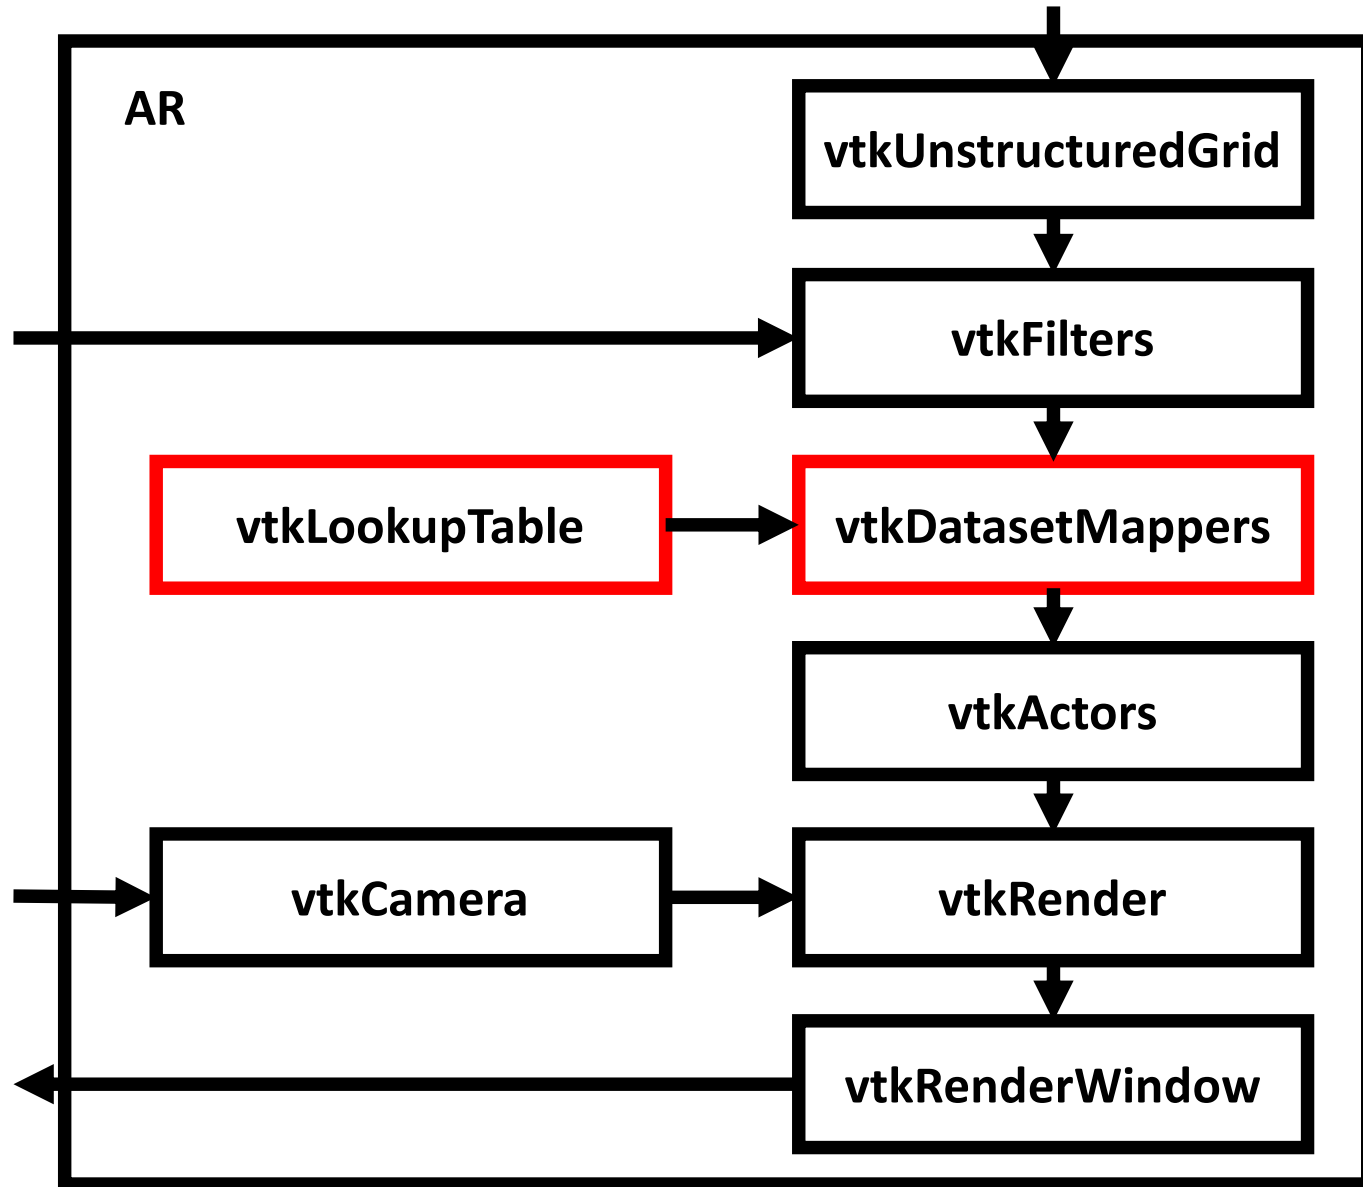 AR
vtkUnstructuredGrid
vtkFilters
vtkLookupTable
vtkDatasetMappers
vtkActors
vtkCamera
vtkRender
vtkRenderWindow